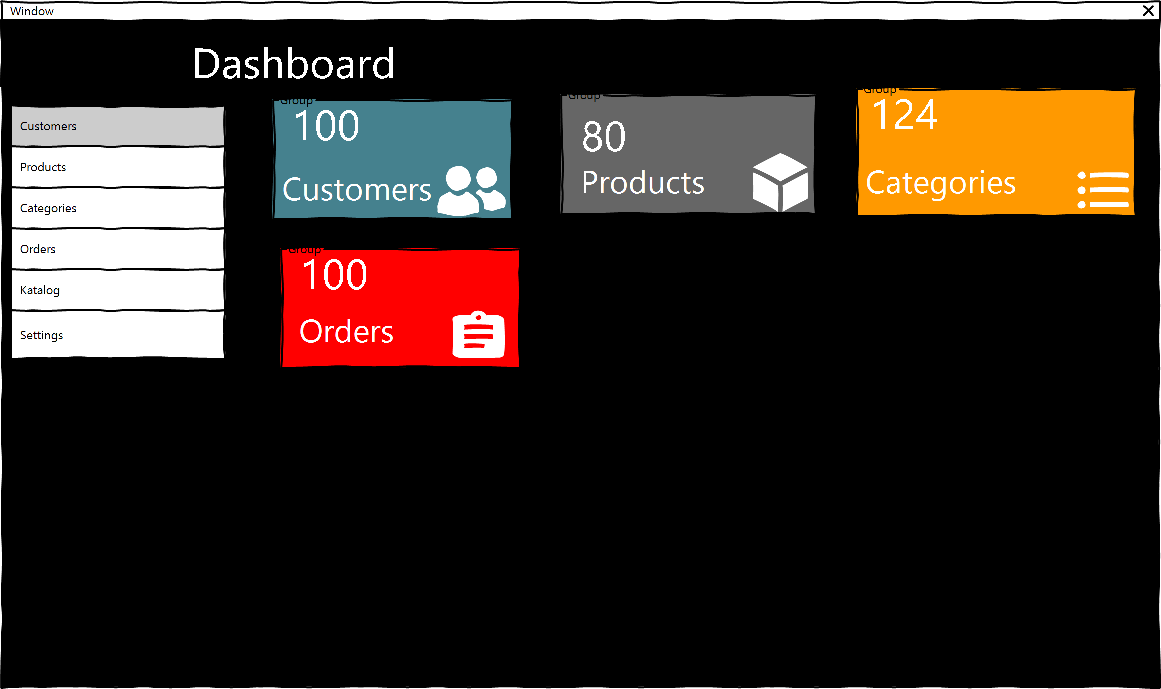 Window
Dashboard
Customers
Products
Categories
Orders
Katalog
Settings
Group
100
Customers
Group
80
Products
Group
124
Categories
Group
100
Orders